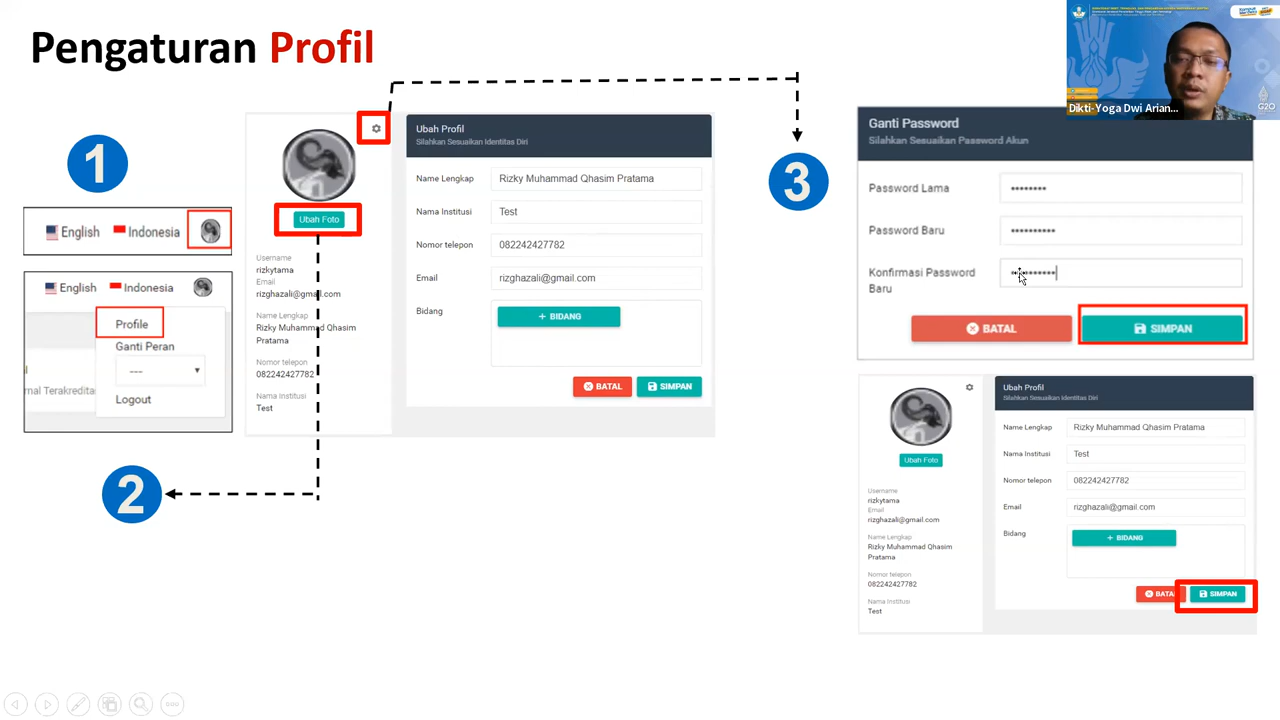 Pengaturan Profil
Dikti-Yoga Dwi Arian...
G20
1
English Indonesia
English Indonesia
Profile
Ganti Peran
---
mal Terakreditas
Logout
2
Ubah Foto
Username
rizkytama
Email
rizghazali@gmail.com
Name Lengkap
Rizky Muhammad Qhasim
Pratama
Nomor telepon
082242427782
Nama Institusi
Test
Ubah Profil
Silahkan Sesuaikan Identitas Diri
Name Lengkap Rizky Muhammad Qhasim Pratama
Nama Institusi Test
Nomor telepon 082242427782
Email rizghazali@gmail.com
Bidang + BIDANG
BATAL SIMPAN
3
Ganti Password
Silahkan Sesuaikan Password Akun
Password Lama ••••••••
Password Baru ••••••••••
Konfirmasi Password
Baru
BATAL SIMPAN
Ubah Foto
Username
rizkytama
Email
rizghazali@gmail.com
Name Lengkap
Rizky Muhammad Qhasim
Pratama
Nomor telepon
082242427782
Nama Institusi
Test
Ubah Profil
Silahkan Sesuaikan Identitas Diri
Name Lengkap Rizky Muhammad Qhasim Pratama
Nama Institusi Test
Nomor telepon 082242427782
Email rizghazali@gmail.com
Bidang + BIDANG
BATA SIMPAN